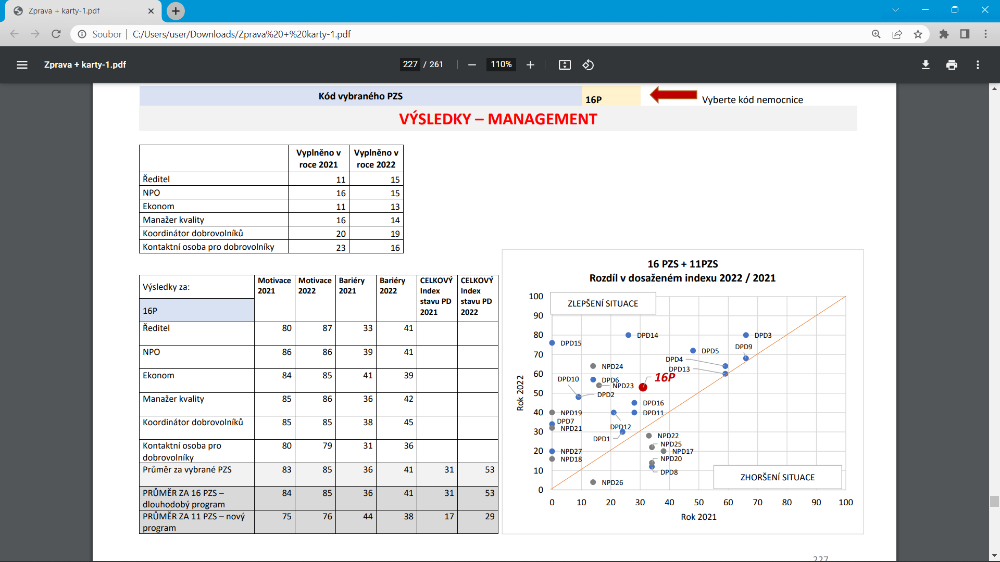 Zprava + karty-1.pdf
Soubor | C:/Users/user/Downloads/Zprava%20+%20karty-1.pdf
Zprava + karty-1.pdf 227 / 261 110%
Kód vybraného PZS 16P Vyberte kód nemocnice
VÝSLEDKY – MANAGEMENT
Vyplněno v roce 2021 Vyplněno v roce 2022
Ředitel 11 15
NPO 16 15
Ekonom 11 13
Manažer kvality 16 14
Koordinátor dobrovolníků 20 19
Kontaktní osoba pro dobrovolníky 23 16
Výsledky za: Motivace 2021 Motivace 2022 Bariéry 2021 Bariéry 2022 CELKOVÝ Index stavu PD 2021 CELKOVÝ Index stavu PD 2022
16P
Ředitel 80 87 33 41
NPO 86 86 39 41
Ekonom 84 85 41 39
Manažer kvality 85 86 36 42
Koordinátor dobrovolníků 85 85 38 45
Kontaktní osoba pro dobrovolníky 80 79 31 36
Průměr za vybrané PZS 83 85 36 41 31 53
PRŮMĚR ZA 16 PZS – dlouhodobý program 84 85 36 41 31 53
PRŮMĚR ZA 11 PZS – nový program 75 76 44 38 17 29
16 PZS + 11PZS
Rozdíl v dosaženém indexu 2022 / 2021
ZLEPŠENÍ SITUACE
100
90
80
70
60
50
40
30
20
10
0
Rok 2022
DPD14
DPD3
DPD15
DPD9
DPD5
DPD4
NPD24
DPD13
16P
DPD10
DPD6
NPD23
DPD2
DPD16
NPD19
DPD11
DPD7
NPD21
DPD12
NPD22
DPD1
NPD25
NPD27
NPD17
NPD18
NPD20
DPD8
NPD26
ZHORŠENÍ SITUACE
0 10 20 30 40 50 60 70 80 90 100
Rok 2021
227